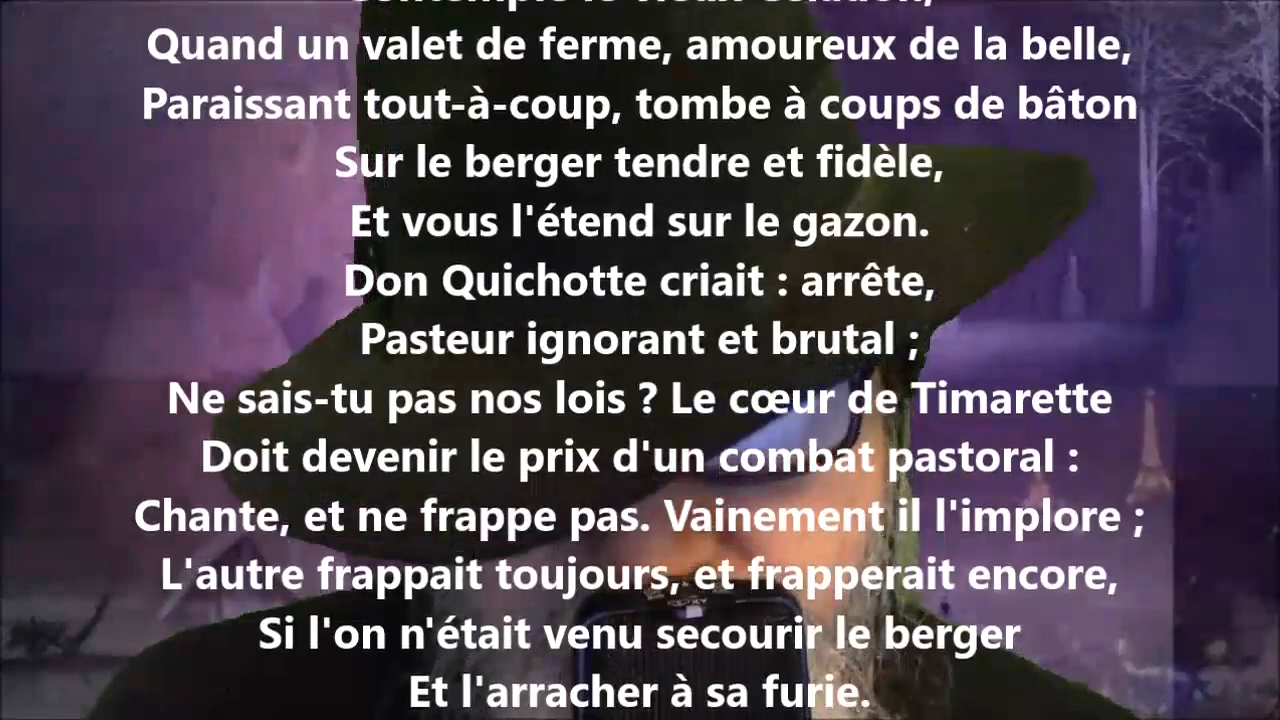 Quand un valet de ferme, amoureux de la belle,
Paraissant tout-à-coup, tombe à coups de bâton
Sur le berger tendre et fidèle,
Et vous l'étend sur le gazon.
Don Quichotte criait : arrête,
Pasteur ignorant et brutal ;
Ne sais-tu pas nos lois ? Le cœur de Timarette
Doit devenir le prix d'un combat pastoral :
Chante, et ne frappe pas. Vainement il l'implore ;
L'autre frappait toujours, et frapperait encore,
Si l'on n'était venu secourir le berger
Et l'arracher à sa furie.